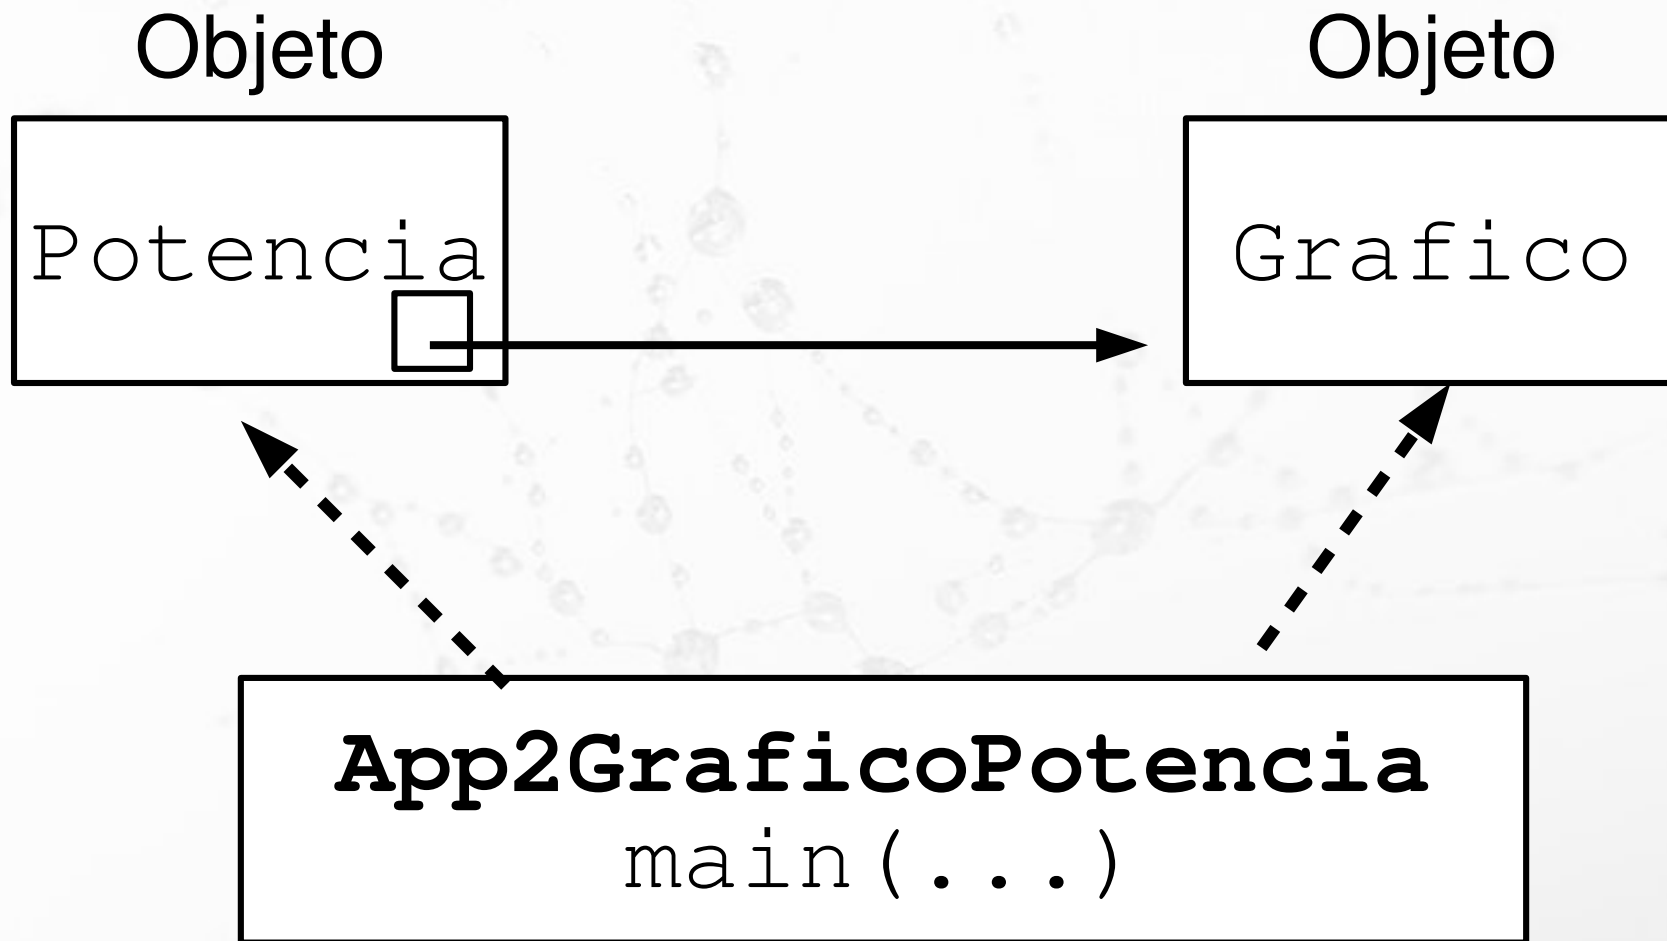 Objeto
Objeto
Potencia
Grafico
App2GraficoPotencia
main(...)